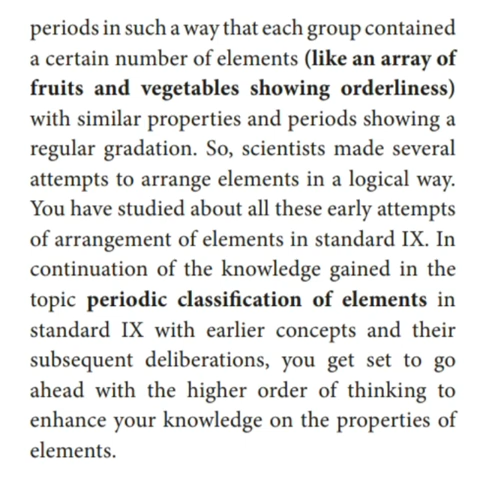 periods in such a way that each group contained
a certain number of elements (like an array of
fruits and vegetables showing orderliness)
with similar properties and periods showing a
regular gradation. So, scientists made several
attempts to arrange elements in a logical way.
You have studied about all these early attempts
of arrangement of elements in standard IX. In
continuation of the knowledge gained in the
topic periodic classification of elements in
standard IX with earlier concepts and their
subsequent deliberations, you get set to go
ahead with the higher order of thinking to
enhance your knowledge on the properties of
elements.